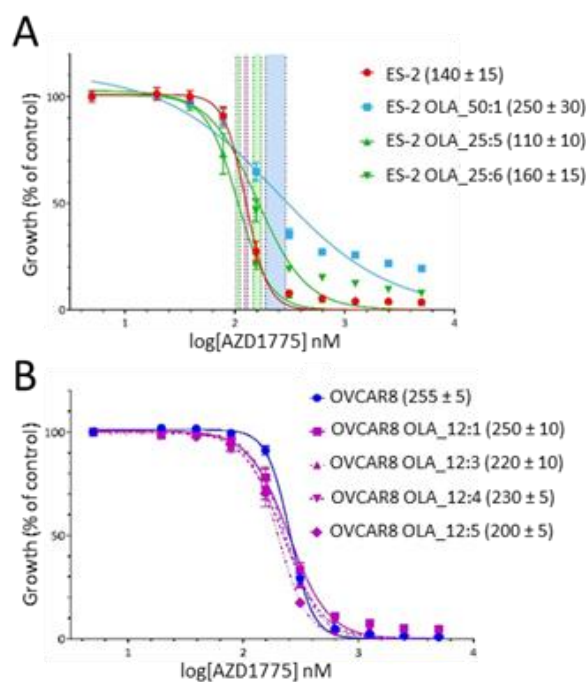 A
ES-2 (140 ± 15)
ES-2 OLA_50:1 (250 ± 30)
ES-2 OLA_25:5 (110 ± 10)
ES-2 OLA_25:6 (160 ± 15)
Growth (% of control)
100
50
0
1
2
3
4
log[AZD1775] nM
B
OVCAR8 (255 ± 5)
OVCAR8 OLA_12:1 (250 ± 10)
OVCAR8 OLA_12:3 (220 ± 10)
OVCAR8 OLA_12:4 (230 ± 5)
OVCAR8 OLA_12:5 (200 ± 5)
Growth (% of control)
100
50
0
1
2
3
4
log[AZD1775] nM